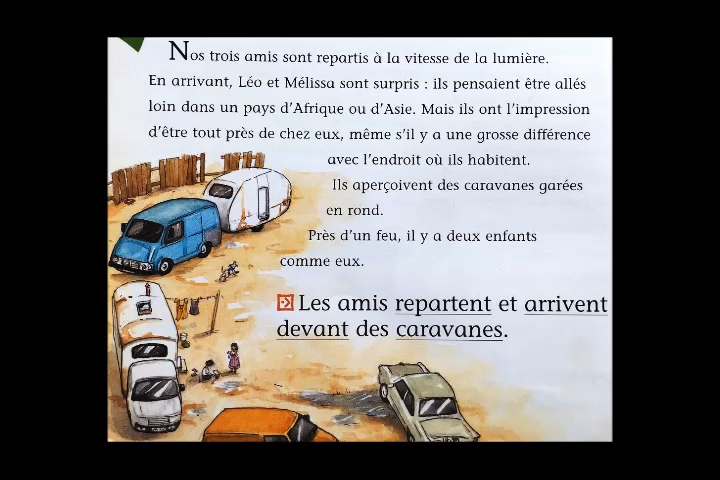 Nos trois amis sont repartis à la vitesse de la lumière.
En arrivant, Léo et Mélissa sont surpris : ils pensaient être allés
loin dans un pays d'Afrique ou d'Asie. Mais ils ont l'impression
d'être tout près de chez eux, même s'il y a une grosse différence
avec l'endroit où ils habitent.
Ils aperçoivent des caravanes garées
en rond.
Près d'un feu, il y a deux enfants
comme eux.
Les amis repartent et arrivent
devant des caravanes.